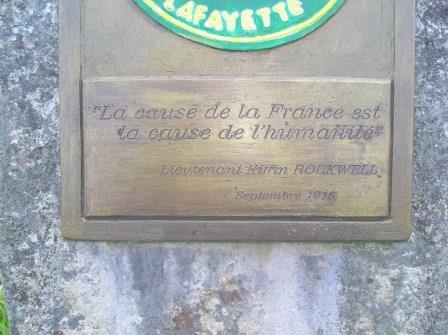 LAFAYETTE
"La cause de la France est
la cause de l'humanité"
Lieutenant Kiffin ROCKWELL
Septembre 1916